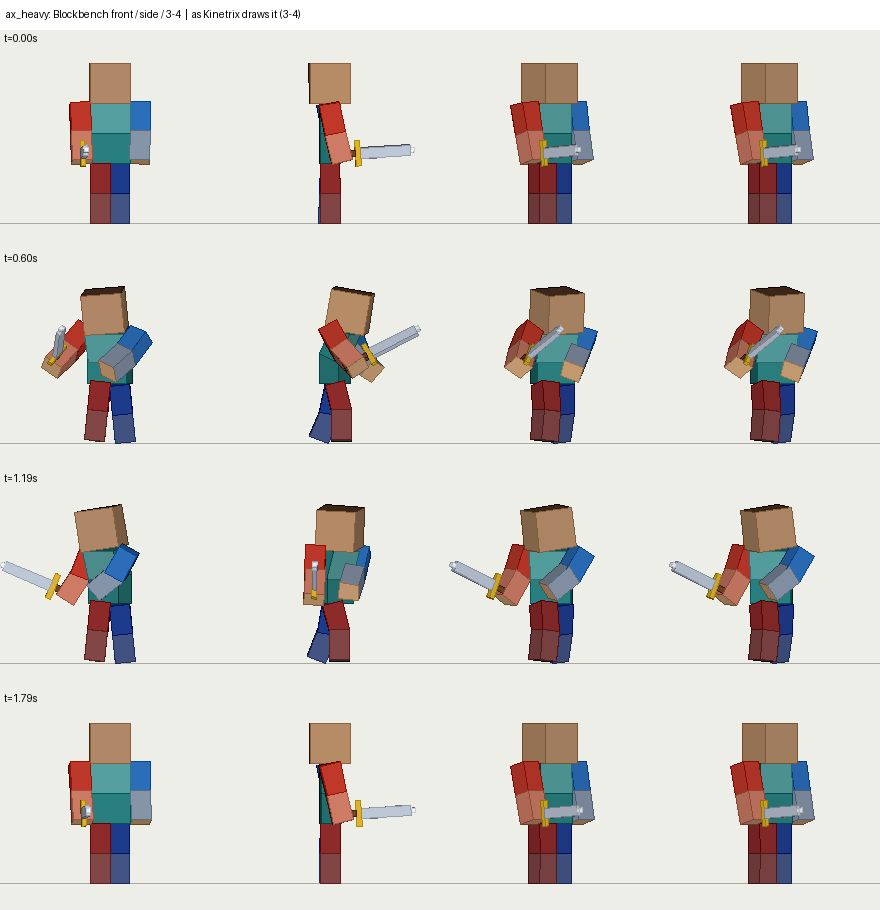 ax_heavy: Blockbench front / side / 3-4 | as Kinetrix draws it (3-4)
t=0.00s
t=0.60s
t=1.19s
t=1.79s